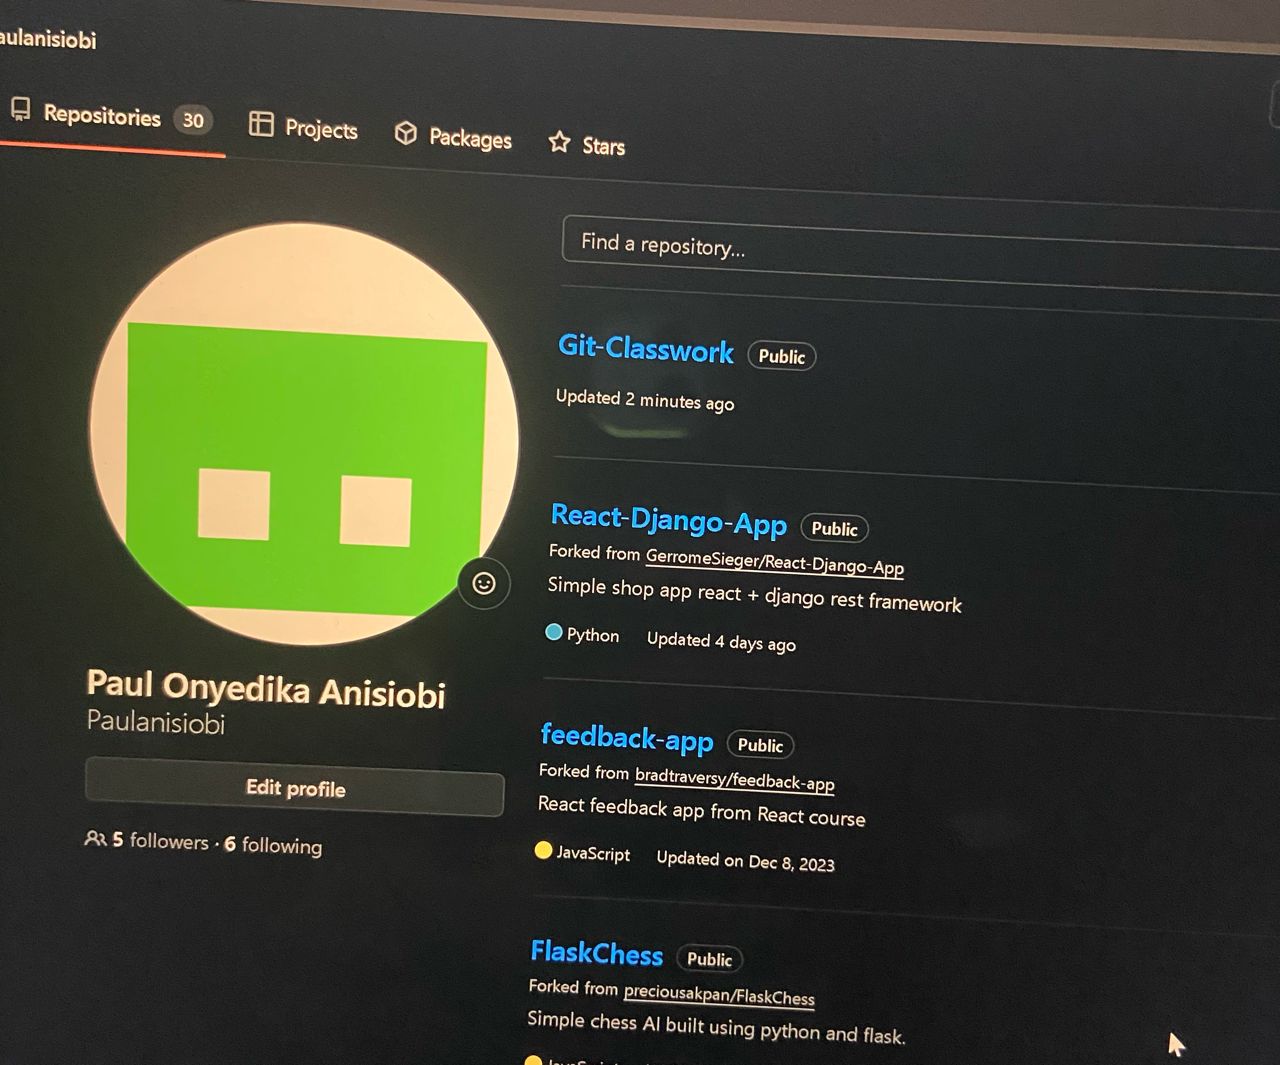 aulanisiobi
Repositories 30 Projects Packages Stars
Find a repository...
Git-Classwork Public
Updated 2 minutes ago
React-Django-App Public
Forked from GerromeSieger/React-Django-App
Simple shop app react + django rest framework
Python Updated 4 days ago
feedback-app Public
Forked from bradtraversy/feedback-app
React feedback app from React course
JavaScript Updated on Dec 8, 2023
FlaskChess Public
Forked from preciousakpan/FlaskChess
Simple chess AI built using python and flask.
Paul Onyedika Anisiobi
Paulanisiobi
Edit profile
5 followers · 6 following